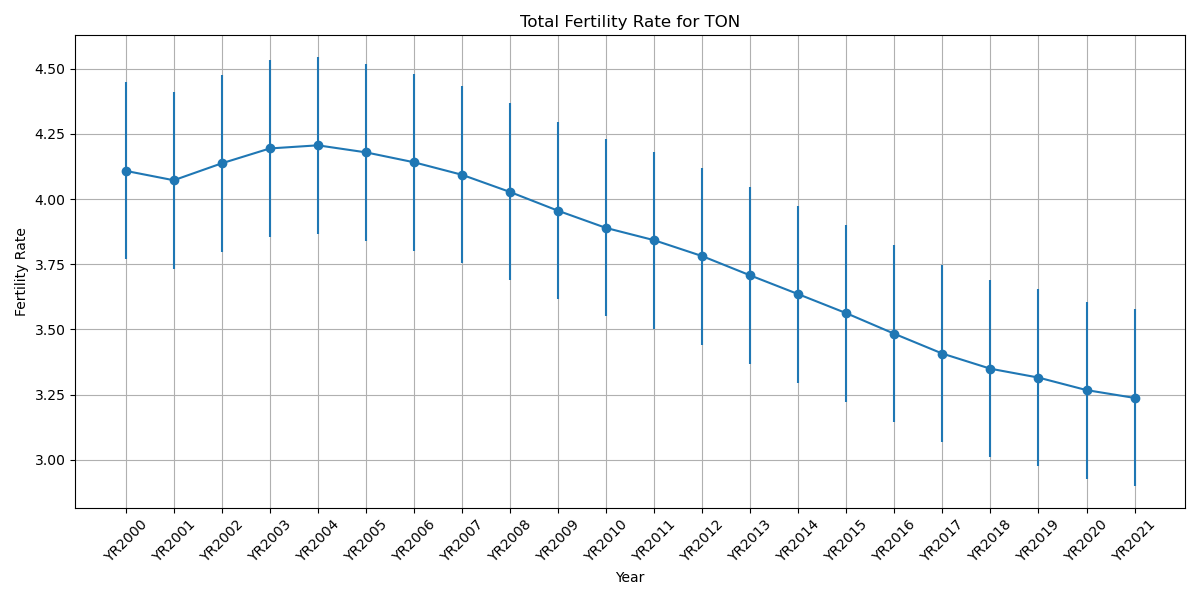 Total Fertility Rate for TON
Fertility Rate
4.50
4.25
4.00
3.75
3.50
3.25
3.00
YR2000
YR2001
YR2002
YR2003
YR2004
YR2005
YR2006
YR2007
YR2008
YR2009
YR2010
YR2011
YR2012
YR2013
YR2014
YR2015
YR2016
YR2017
YR2018
YR2019
YR2020
YR2021
Year